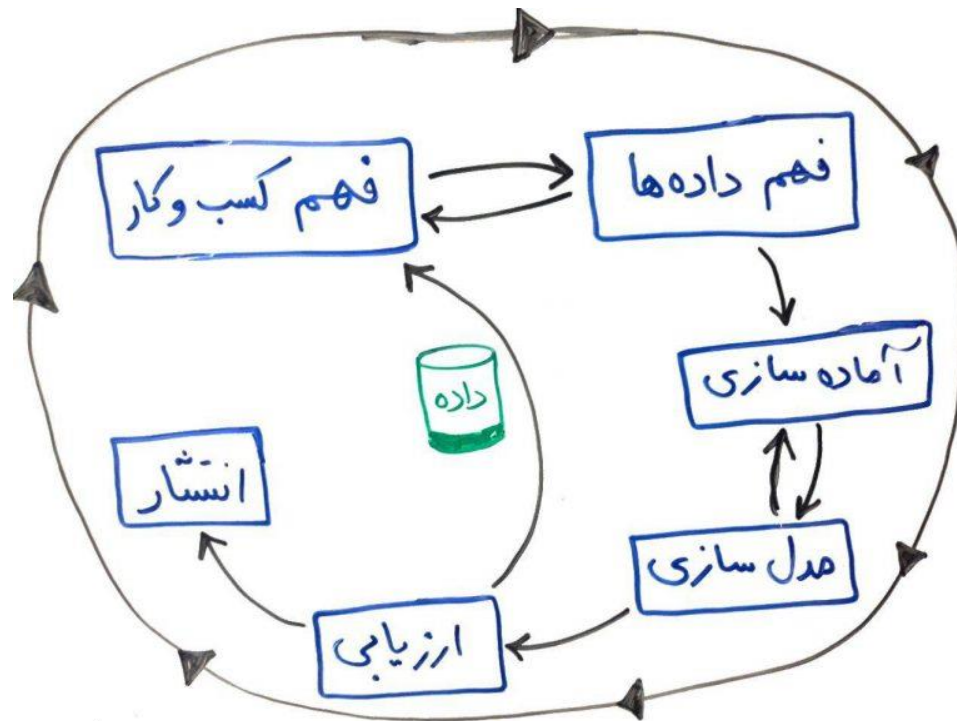 فهم کسب و کار
فهم داده‌ها
آماده سازی
داده
انتشار
مدل سازی
ارزیابی